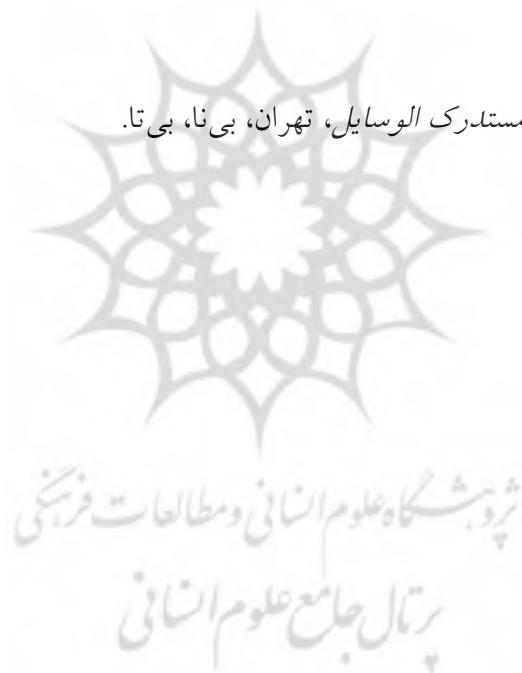 مستدرک الوسایل، تهران، بی‌نا، بی‌تا.
پژوهشگاه علوم انسانی و مطالعات فرهنگی
پرتال جامع علوم انسانی